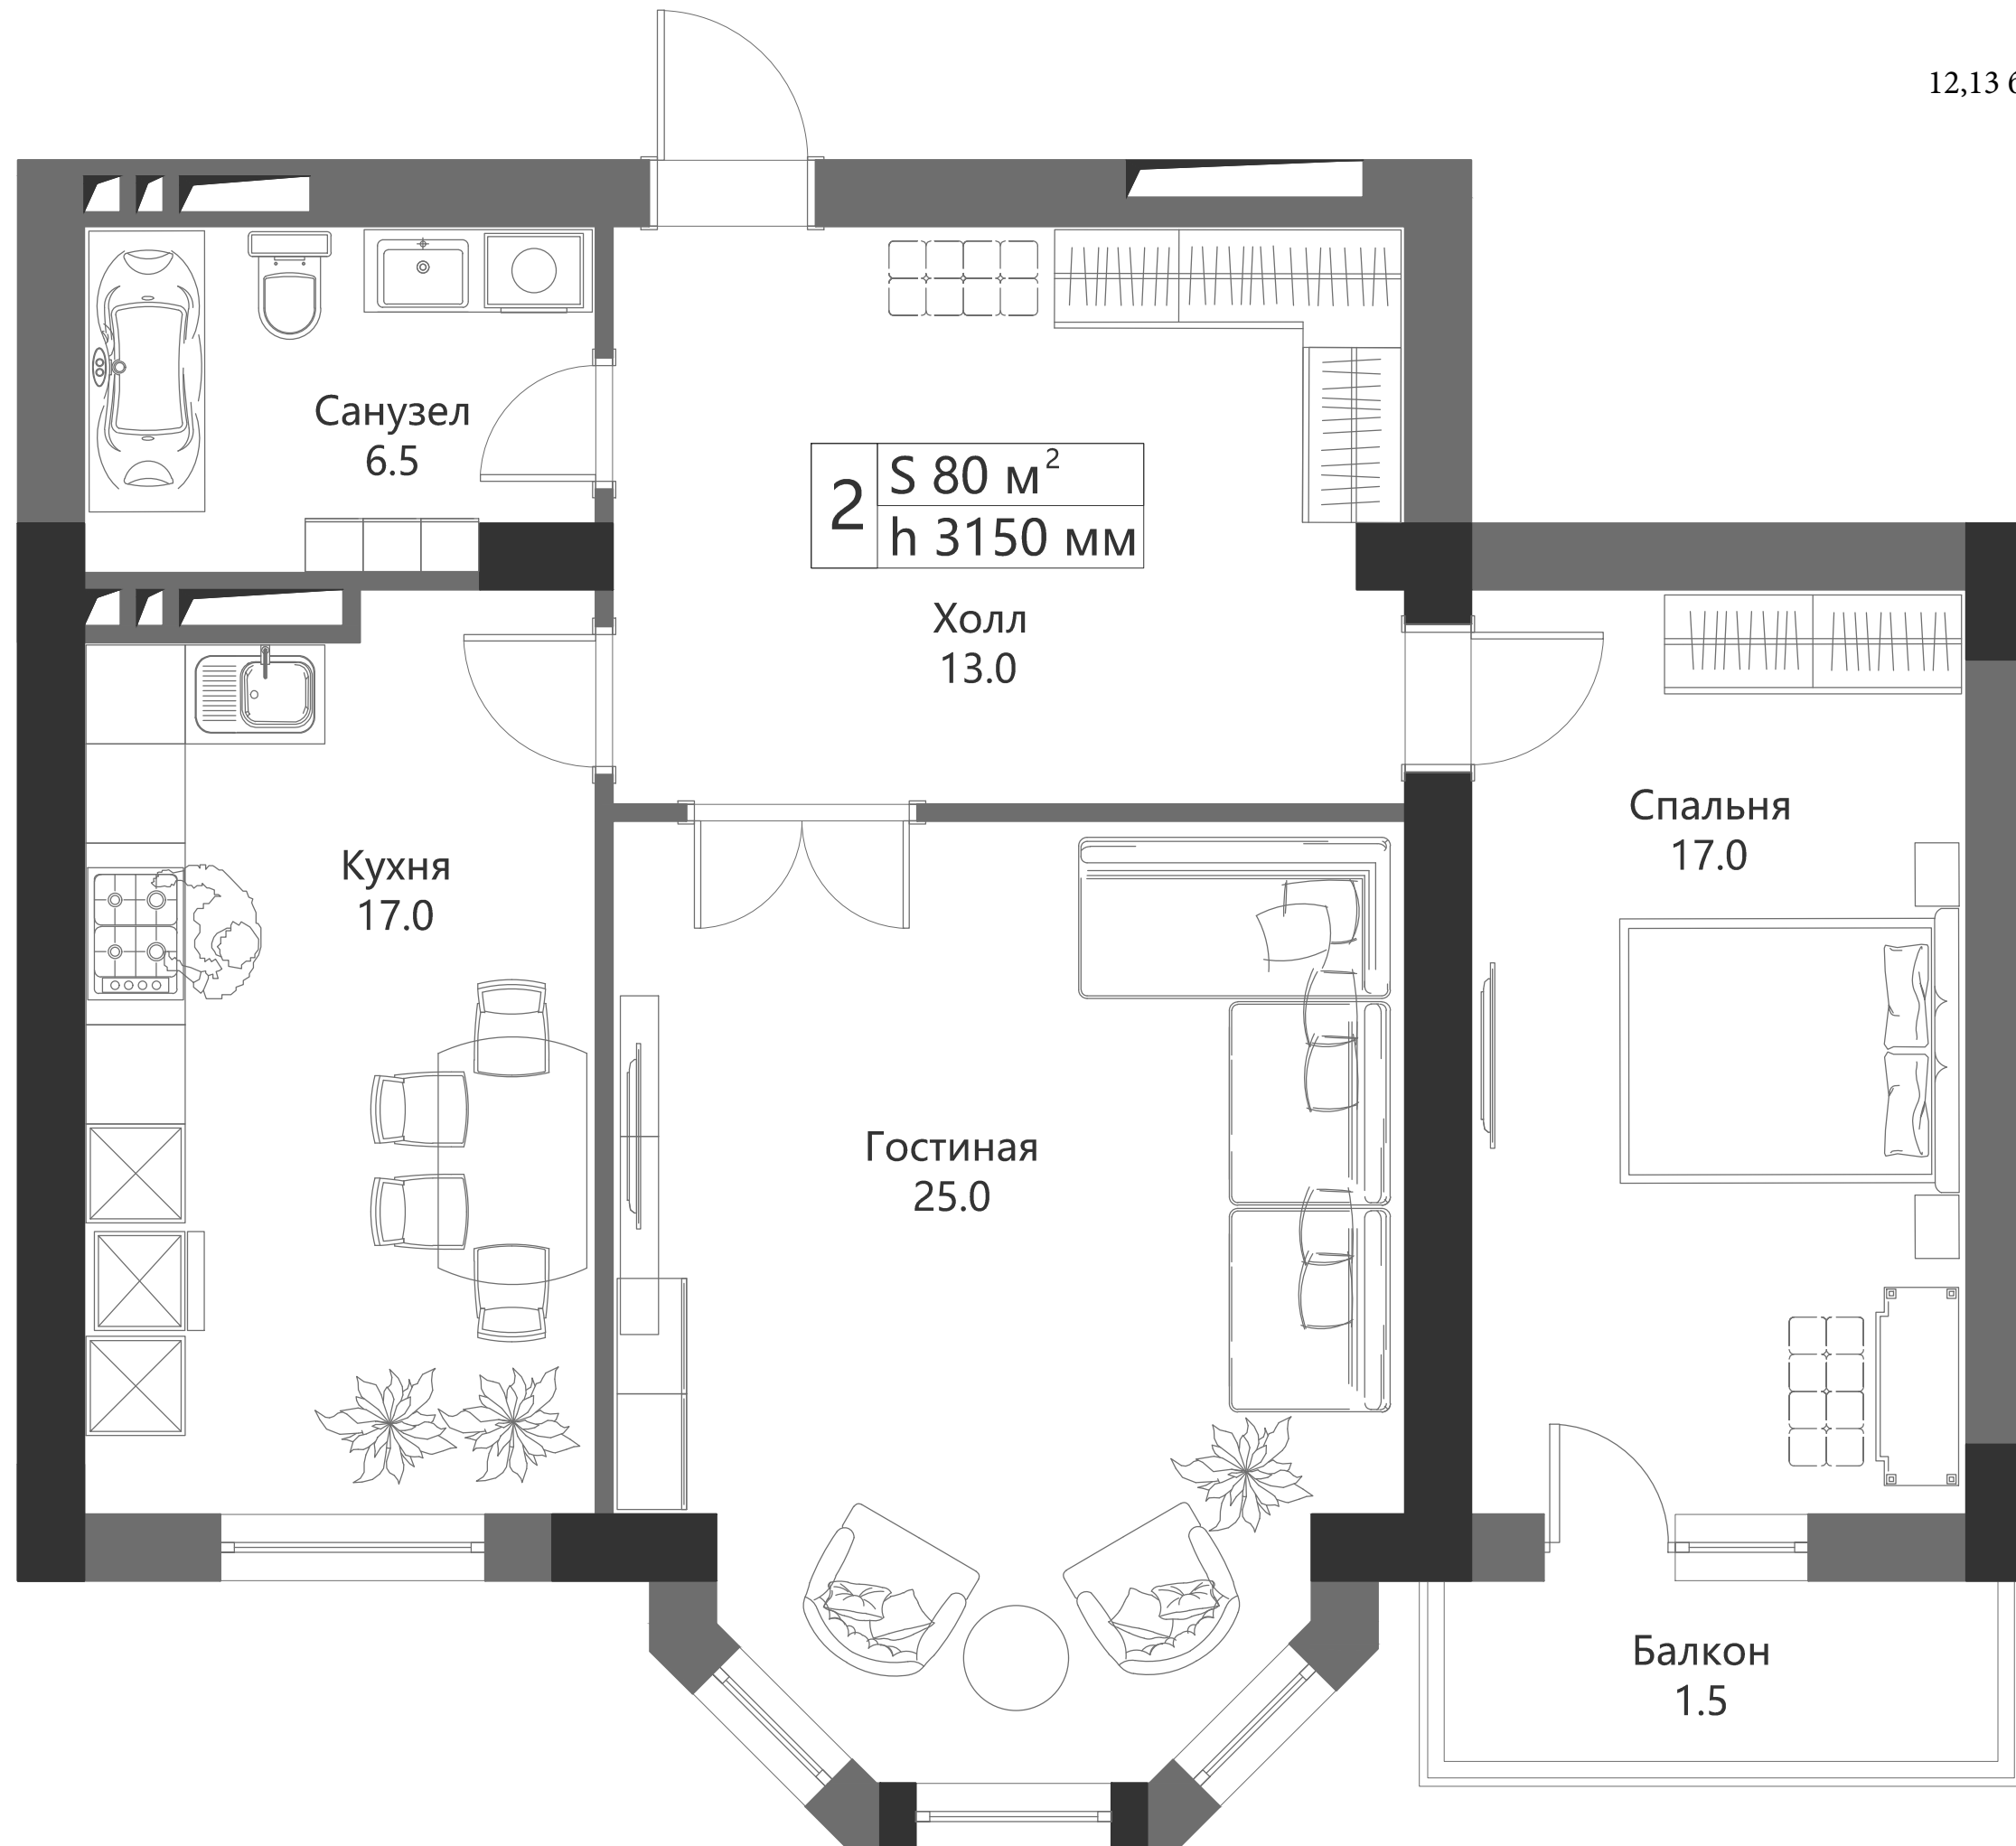 12,13
Санузел
6.5
2
S 80 м²
h 3150 мм
Холл
13.0
Спальня
17.0
Кухня
17.0
Гостиная
25.0
Балкон
1.5